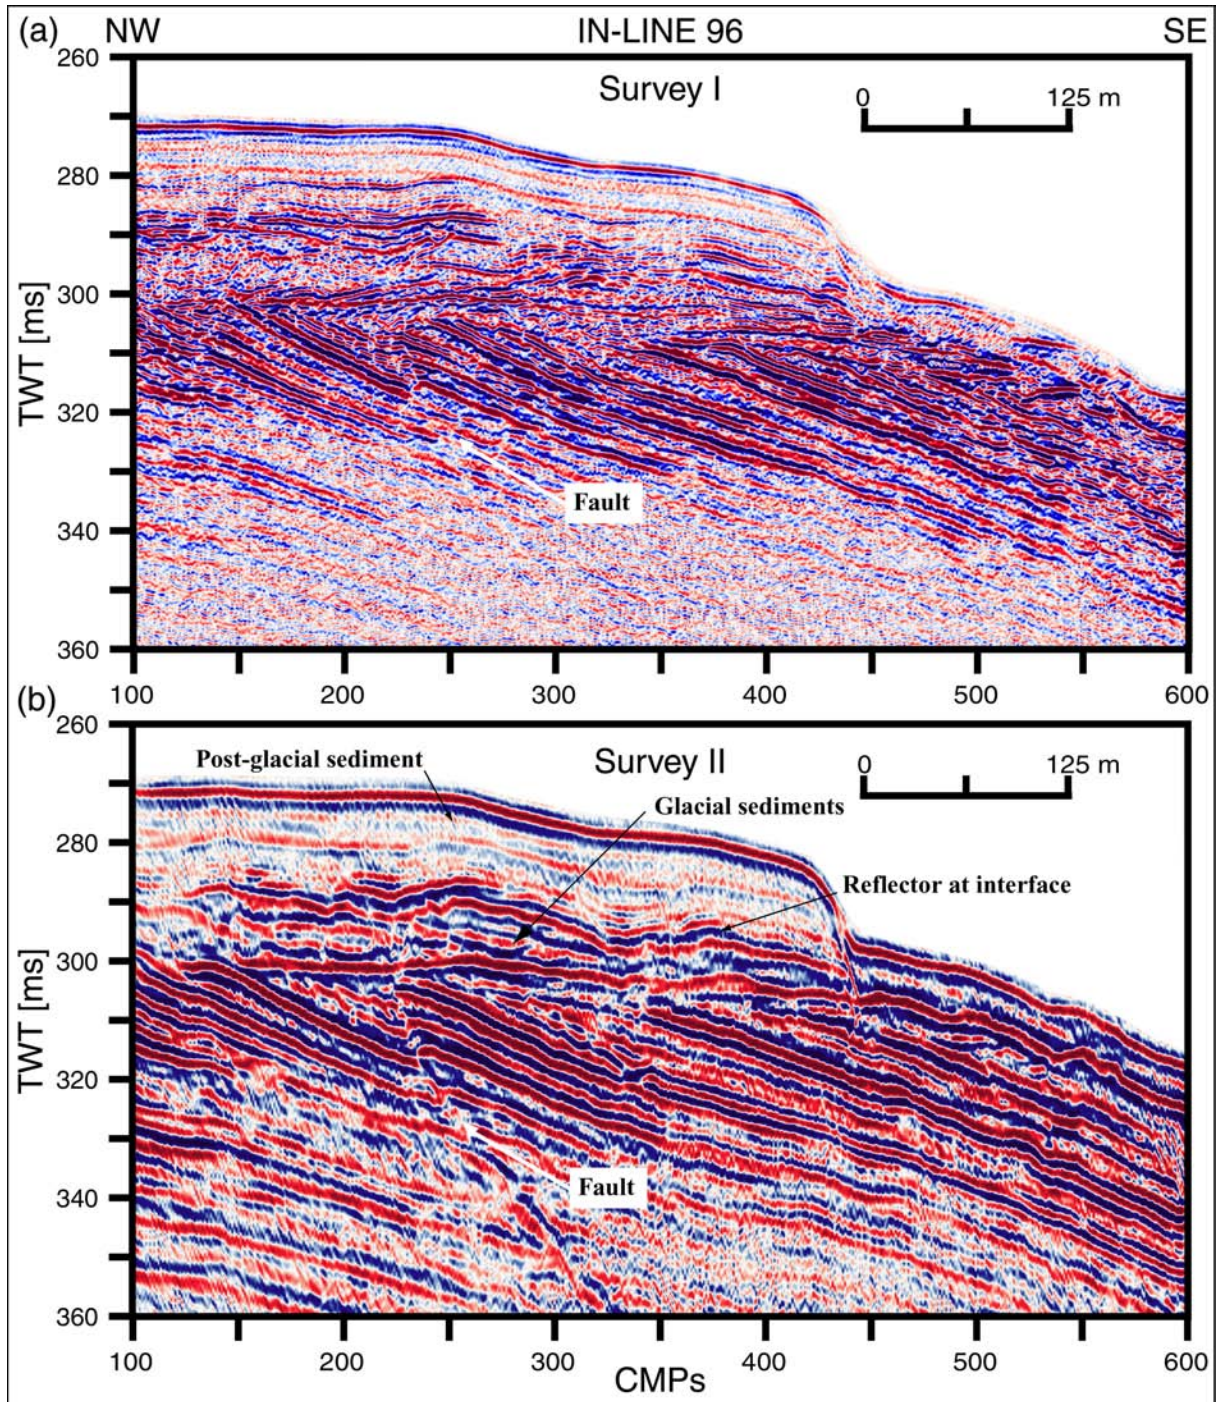 (a) NW IN-LINE 96 SE
260
Survey I
0 125 m
280
300
TWT [ms]
320
Fault
340
360
100 200 300 400 500 600
(b)
260
Post-glacial sediment
Survey II
0 125 m
Glacial sediments
280
Reflector at interface
300
TWT [ms]
320
Fault
340
360
100 200 300 400 500 600
CMPs